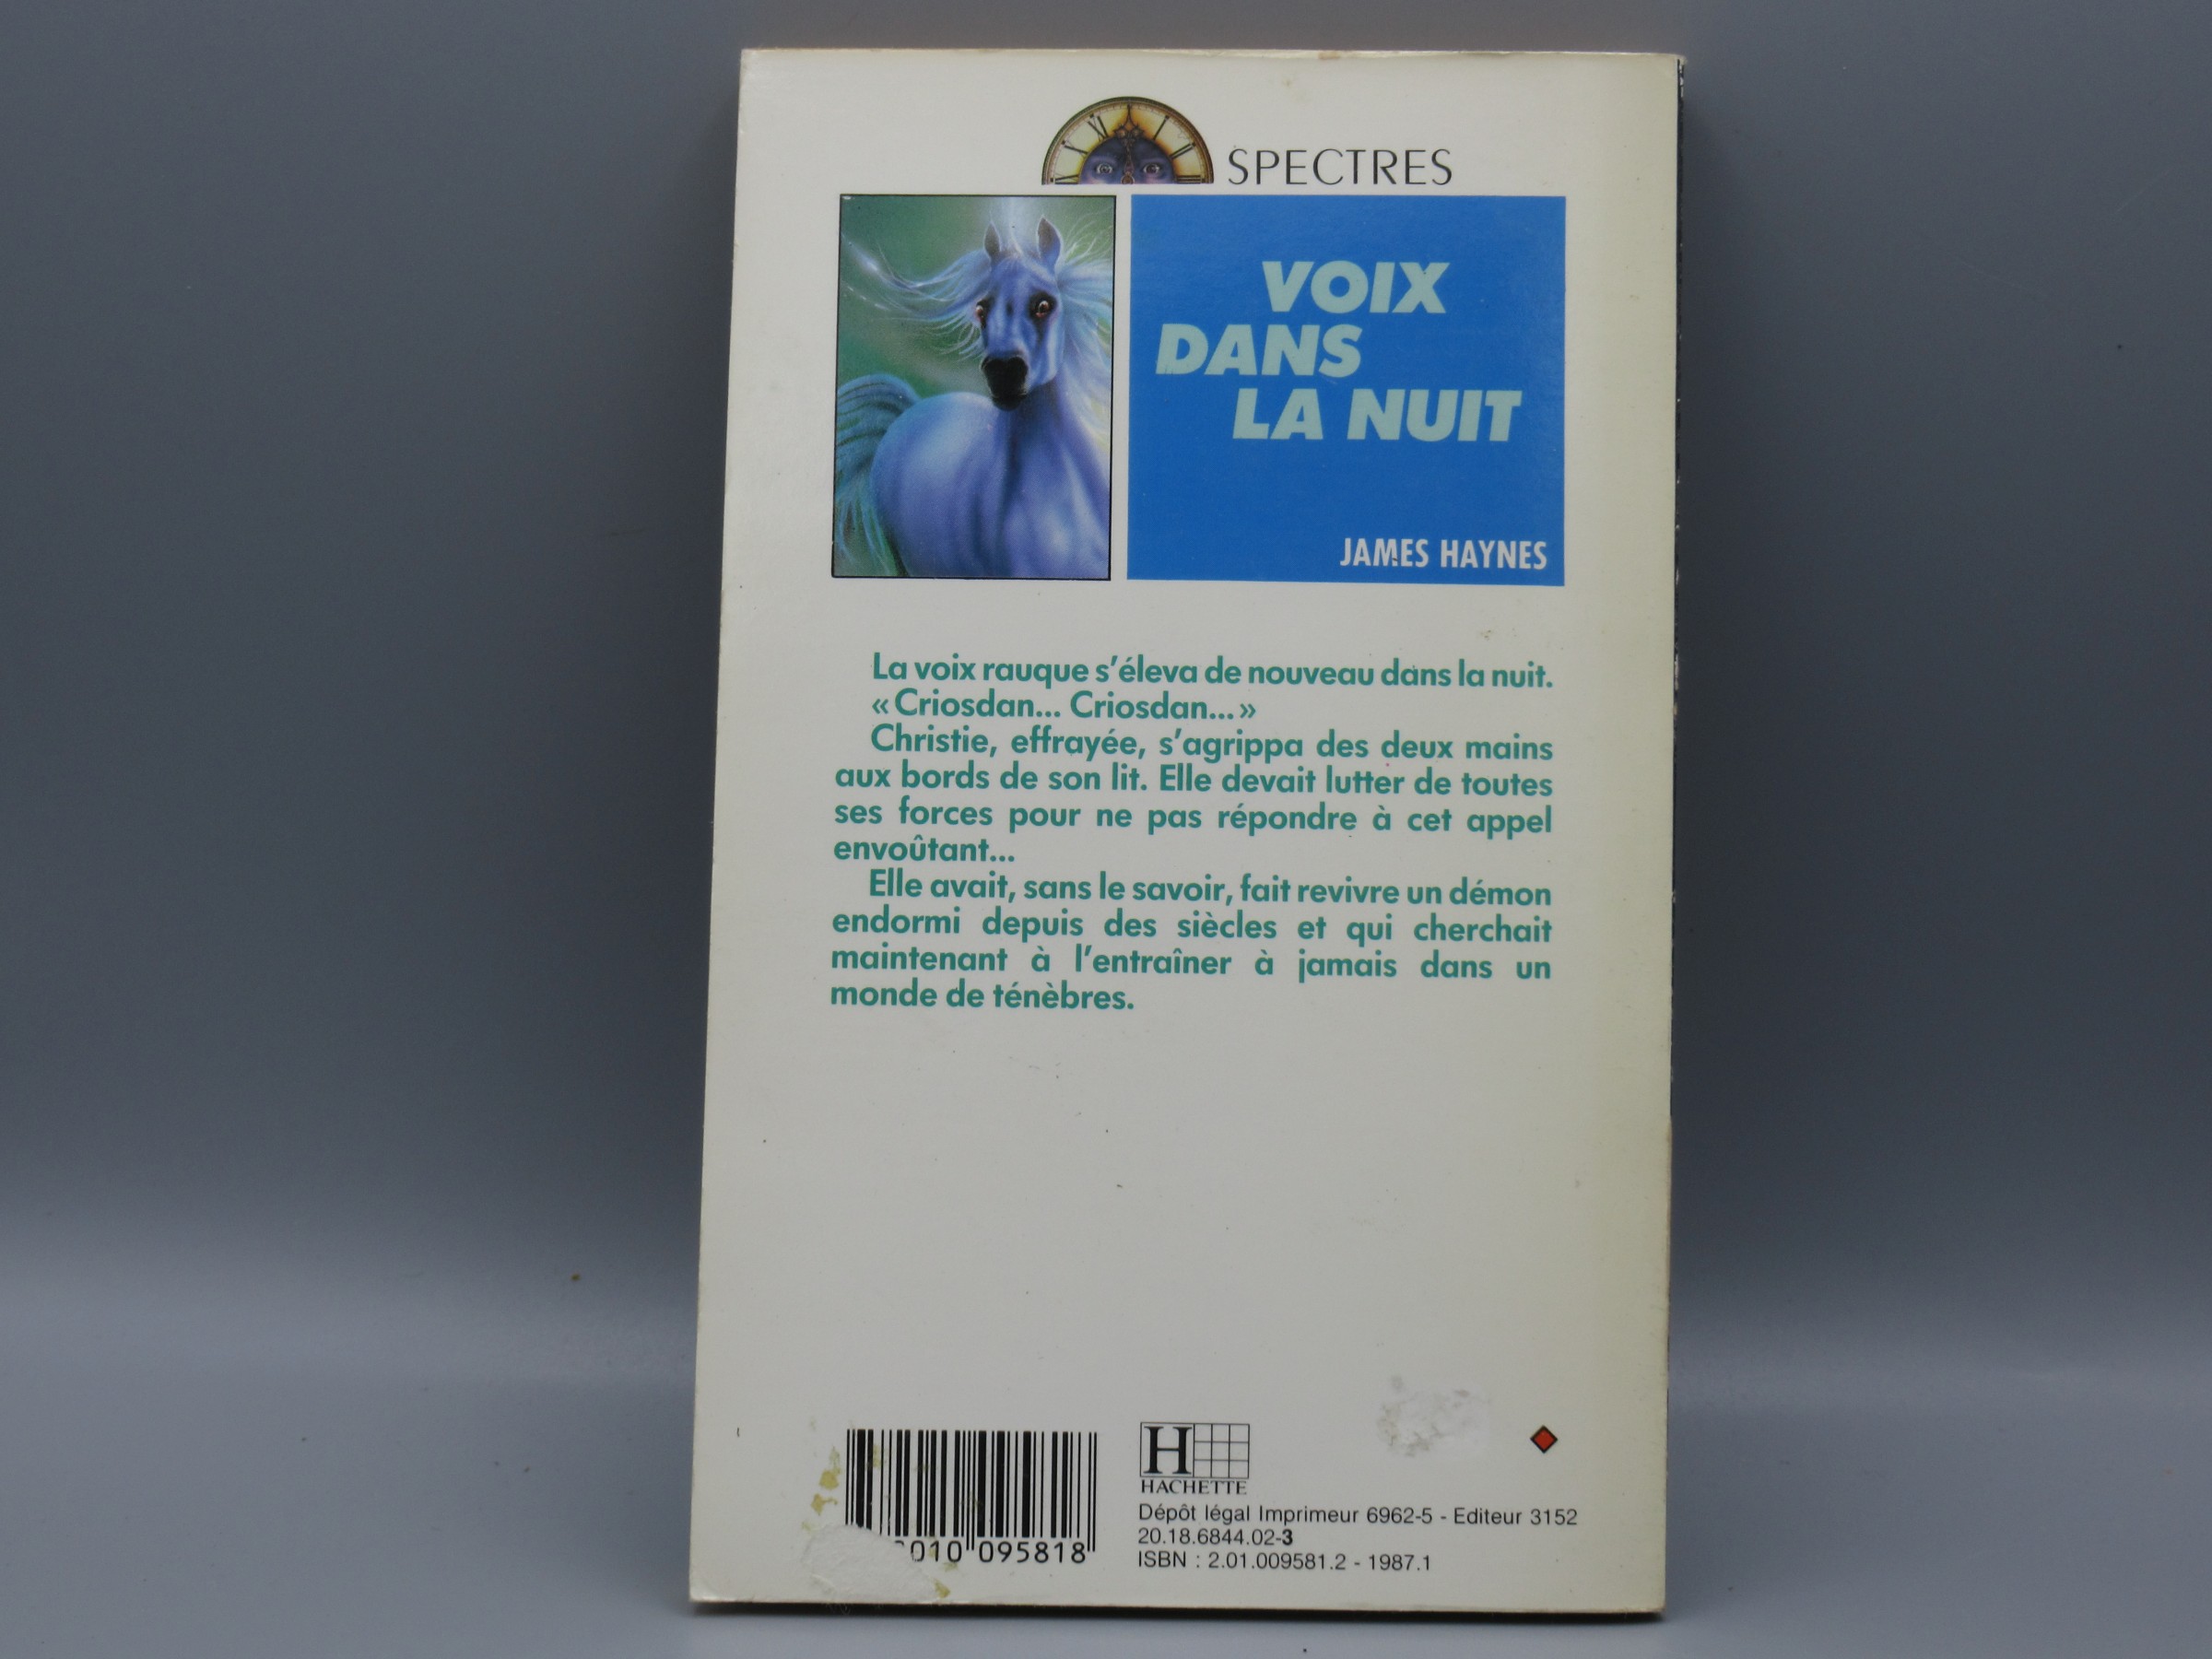 SPECTRES
VOIX
DANS
LA NUIT
JAMES HAYNES
La voix rauque s'éleva de nouveau dans la nuit.
« Criosdan... Criosdan... »
Christie, effrayée, s'agrippa des deux mains
aux bords de son lit. Elle devait lutter de toutes
ses forces pour ne pas répondre à cet appel
envoûtant...
Elle avait, sans le savoir, fait revivre un démon
endormi depuis des siècles et qui cherchait
maintenant à l'entraîner à jamais dans un
monde de ténèbres.
010 095818
H
HACHETTE
Dépôt légal Imprimeur 6962-5 - Editeur 3152
20.18.6844.02-3
ISBN : 2.01.009581.2 - 1987.1